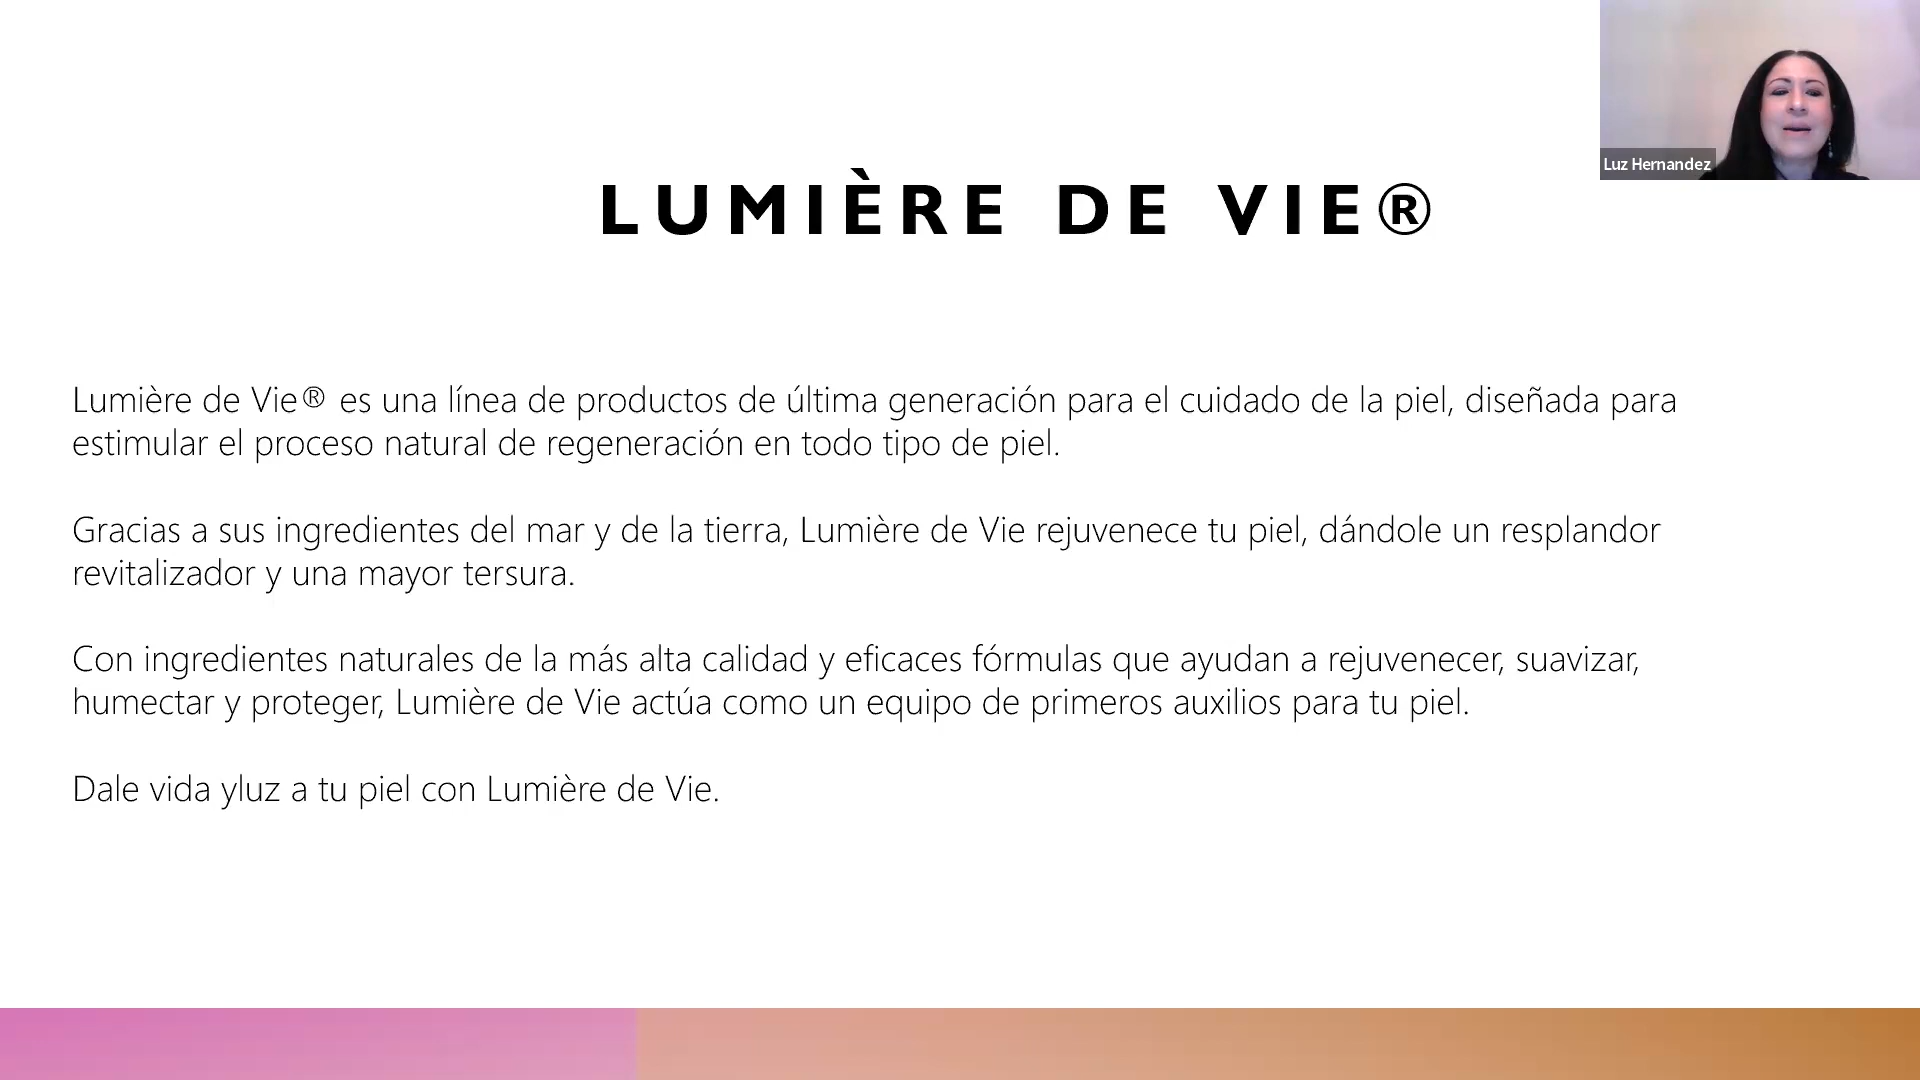 Luz Hernandez
LUMIÈRE DE VIE®
Lumière de Vie® es una línea de productos de última generación para el cuidado de la piel, diseñada para
estimular el proceso natural de regeneración en todo tipo de piel.
Gracias a sus ingredientes del mar y de la tierra, Lumière de Vie rejuvenece tu piel, dándole un resplandor
revitalizador y una mayor tersura.
Con ingredientes naturales de la más alta calidad y eficaces fórmulas que ayudan a rejuvenecer, suavizar,
humectar y proteger, Lumière de Vie actúa como un equipo de primeros auxilios para tu piel.
Dale vida yluz a tu piel con Lumière de Vie.